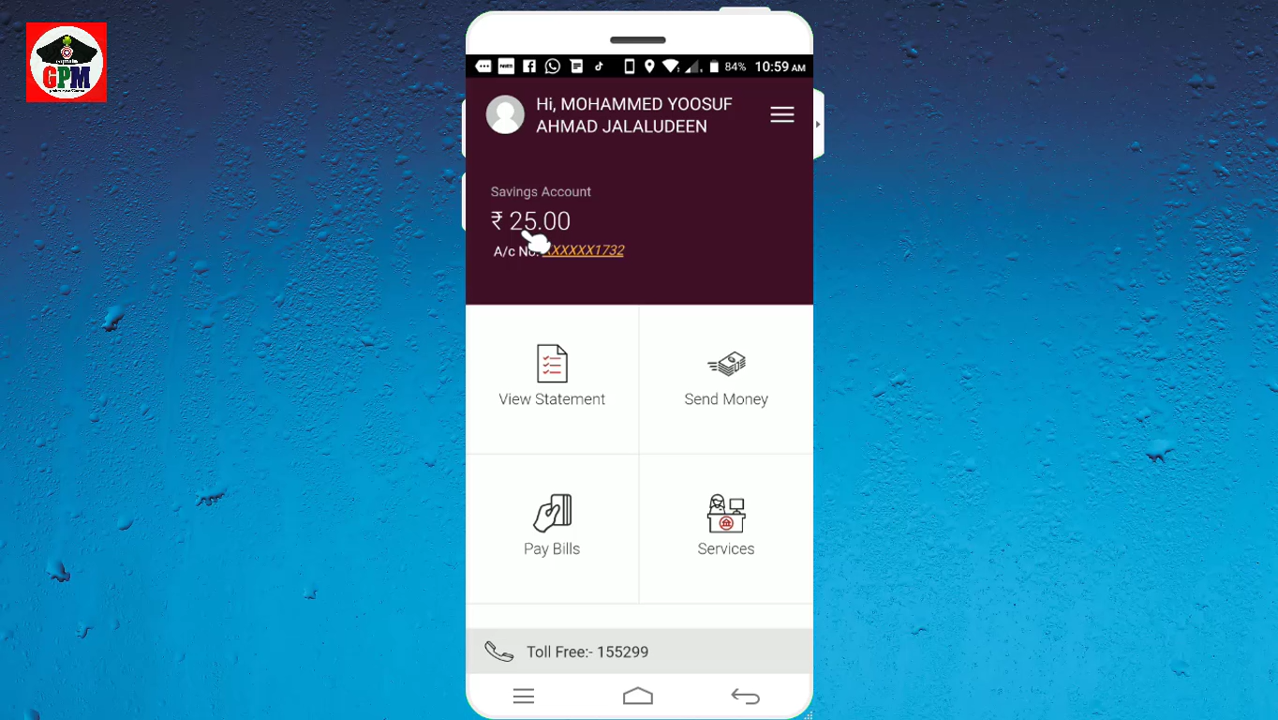 GPM
84% 10:59 AM
Hi, MOHAMMED YOOSUF
AHMAD JALALUDEEN
Savings Account
₹ 25.00
A/c No: XXXXX1732
View Statement
Send Money
Pay Bills
Services
Toll Free:- 155299